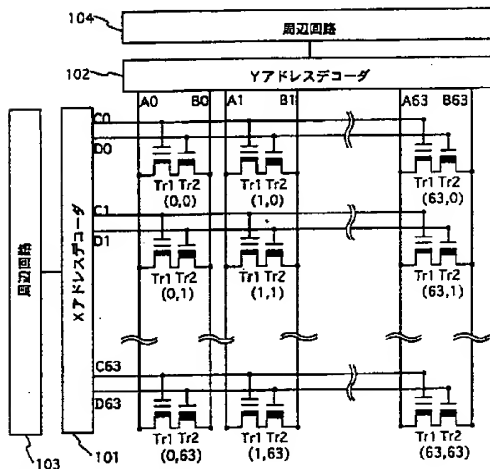 104
周辺回路
102
Yアドレスデコーダ
A0 B0 A1 B1 A63 B63
C0
D0
Tr1 Tr2 Tr1 Tr2 Tr1 Tr2
(0,0) (1,0) (63,0)
C1
D1
Tr1 Tr2 Tr1 Tr2 Tr1 Tr2
(0,1) (1,1) (63,1)
周辺回路
Xアドレスデコーダ
C63
D63
Tr1 Tr2 Tr1 Tr2 Tr1 Tr2
(0,63) (1,63) (63,63)
103
101